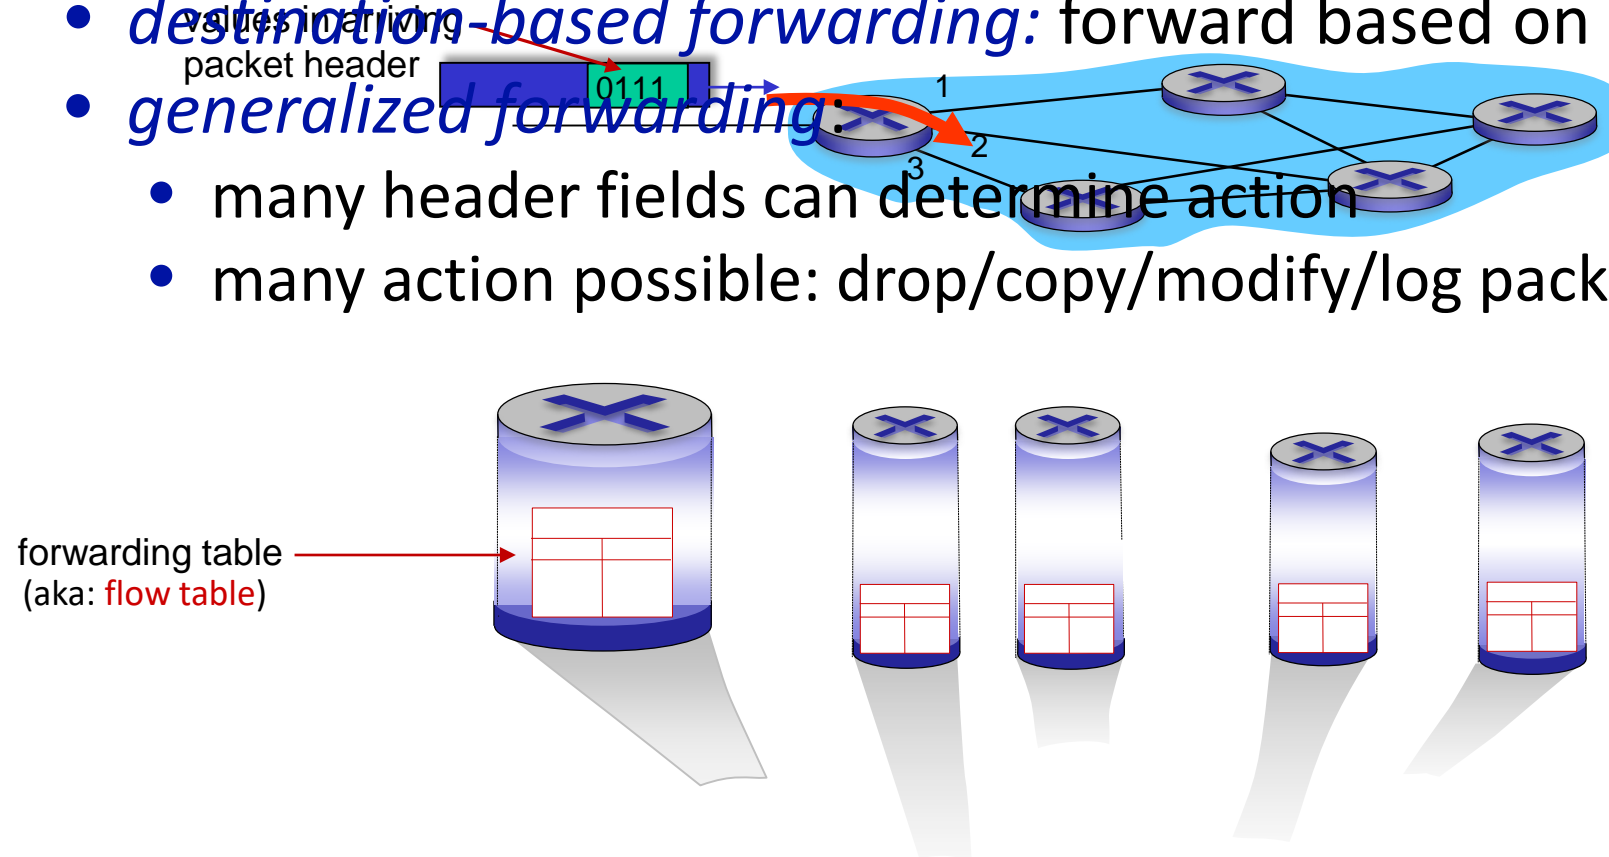 • destination-based forwarding: forward based on
values in arriving
packet header
0111
• generalized forwarding:
1
2
3
• many header fields can determine action
• many action possible: drop/copy/modify/log pack
forwarding table
(aka: flow table)